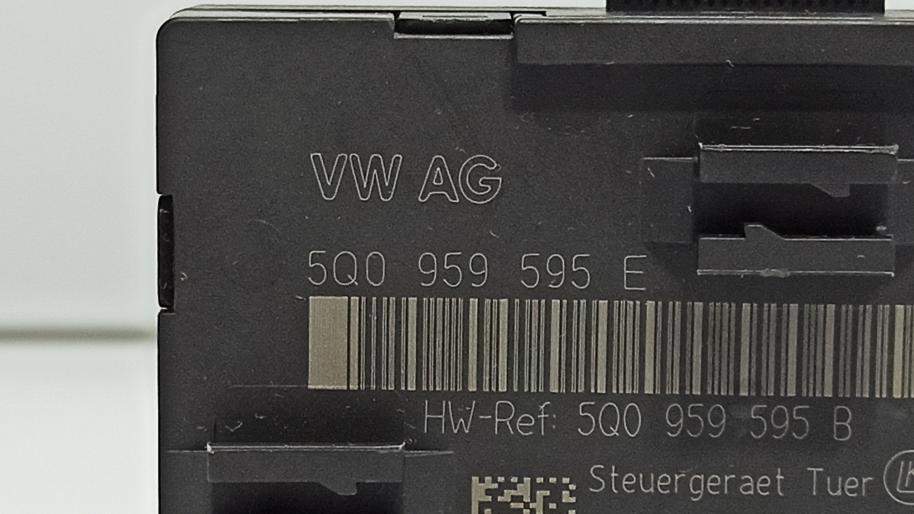 VW AG
5Q0 959 595 E
HW-Ref: 5Q0 959 595 B
Steuergeraet Tuer